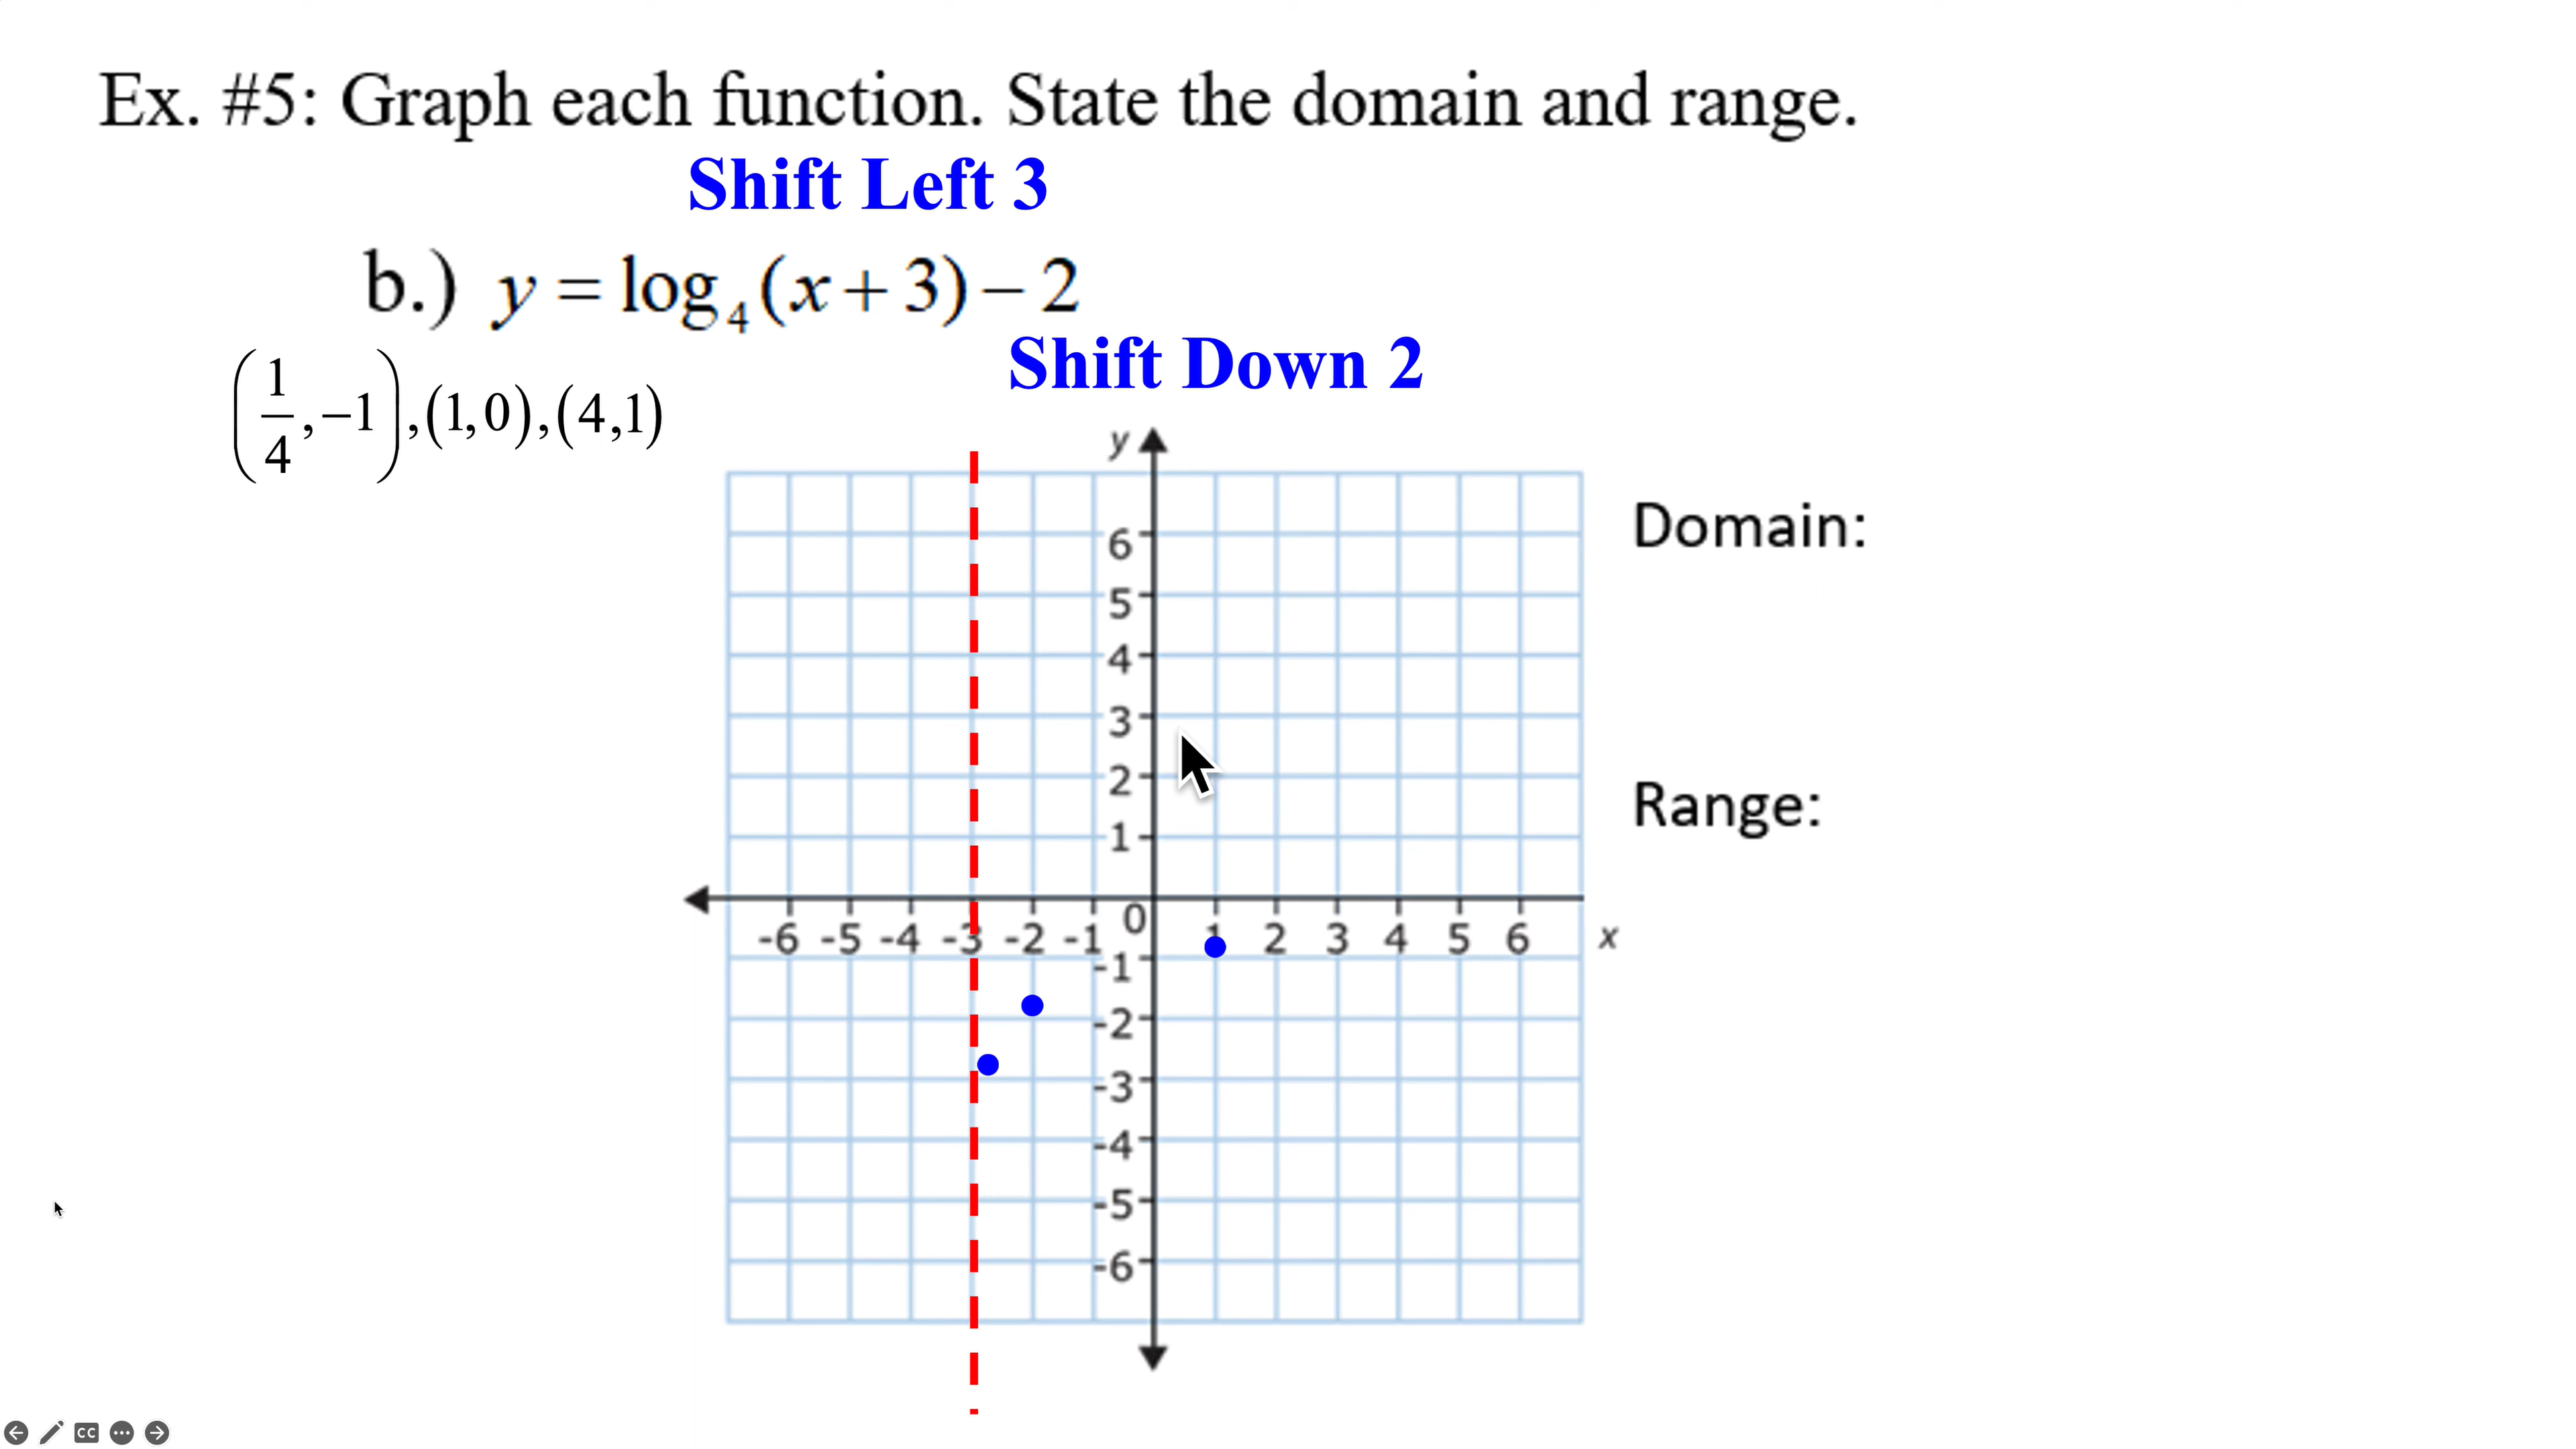 Ex. #5: Graph each function. State the domain and range.
Shift Left 3
b.) y = log₄(x+3) − 2
Shift Down 2
(1/4, −1), (1,0), (4,1)
y
Domain:
6
5
4
3
2
1
Range:
0
-6 -5 -4 -3 -2 -1 1 2 3 4 5 6 x
-1
-2
-3
-4
-5
-6
CC